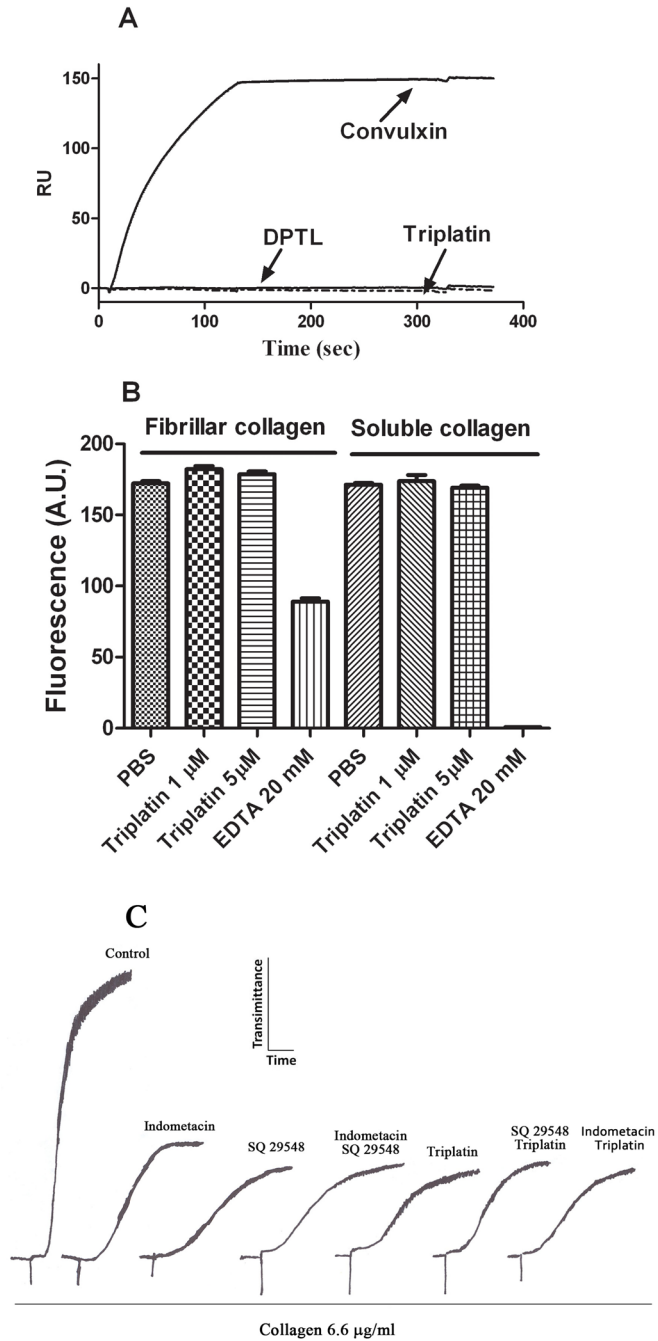 A
150
Convulxin
100
RU
50
DPTL
Triplatin
0
0
100
200
300
400
Time (sec)
B
Fibrillar collagen
Soluble collagen
200
150
100
50
0
Fluorescence (A.U.)
PBS
Triplatin 1 µM
Triplatin 5µM
EDTA 20 mM
PBS
Triplatin 1 µM
Triplatin 5µM
EDTA 20 mM
C
Control
Transimittance
Time
Indometacin
SQ 29548
Indometacin
SQ 29548
Triplatin
SQ 29548
Triplatin
Indometacin
Triplatin
Collagen 6.6 µg/ml